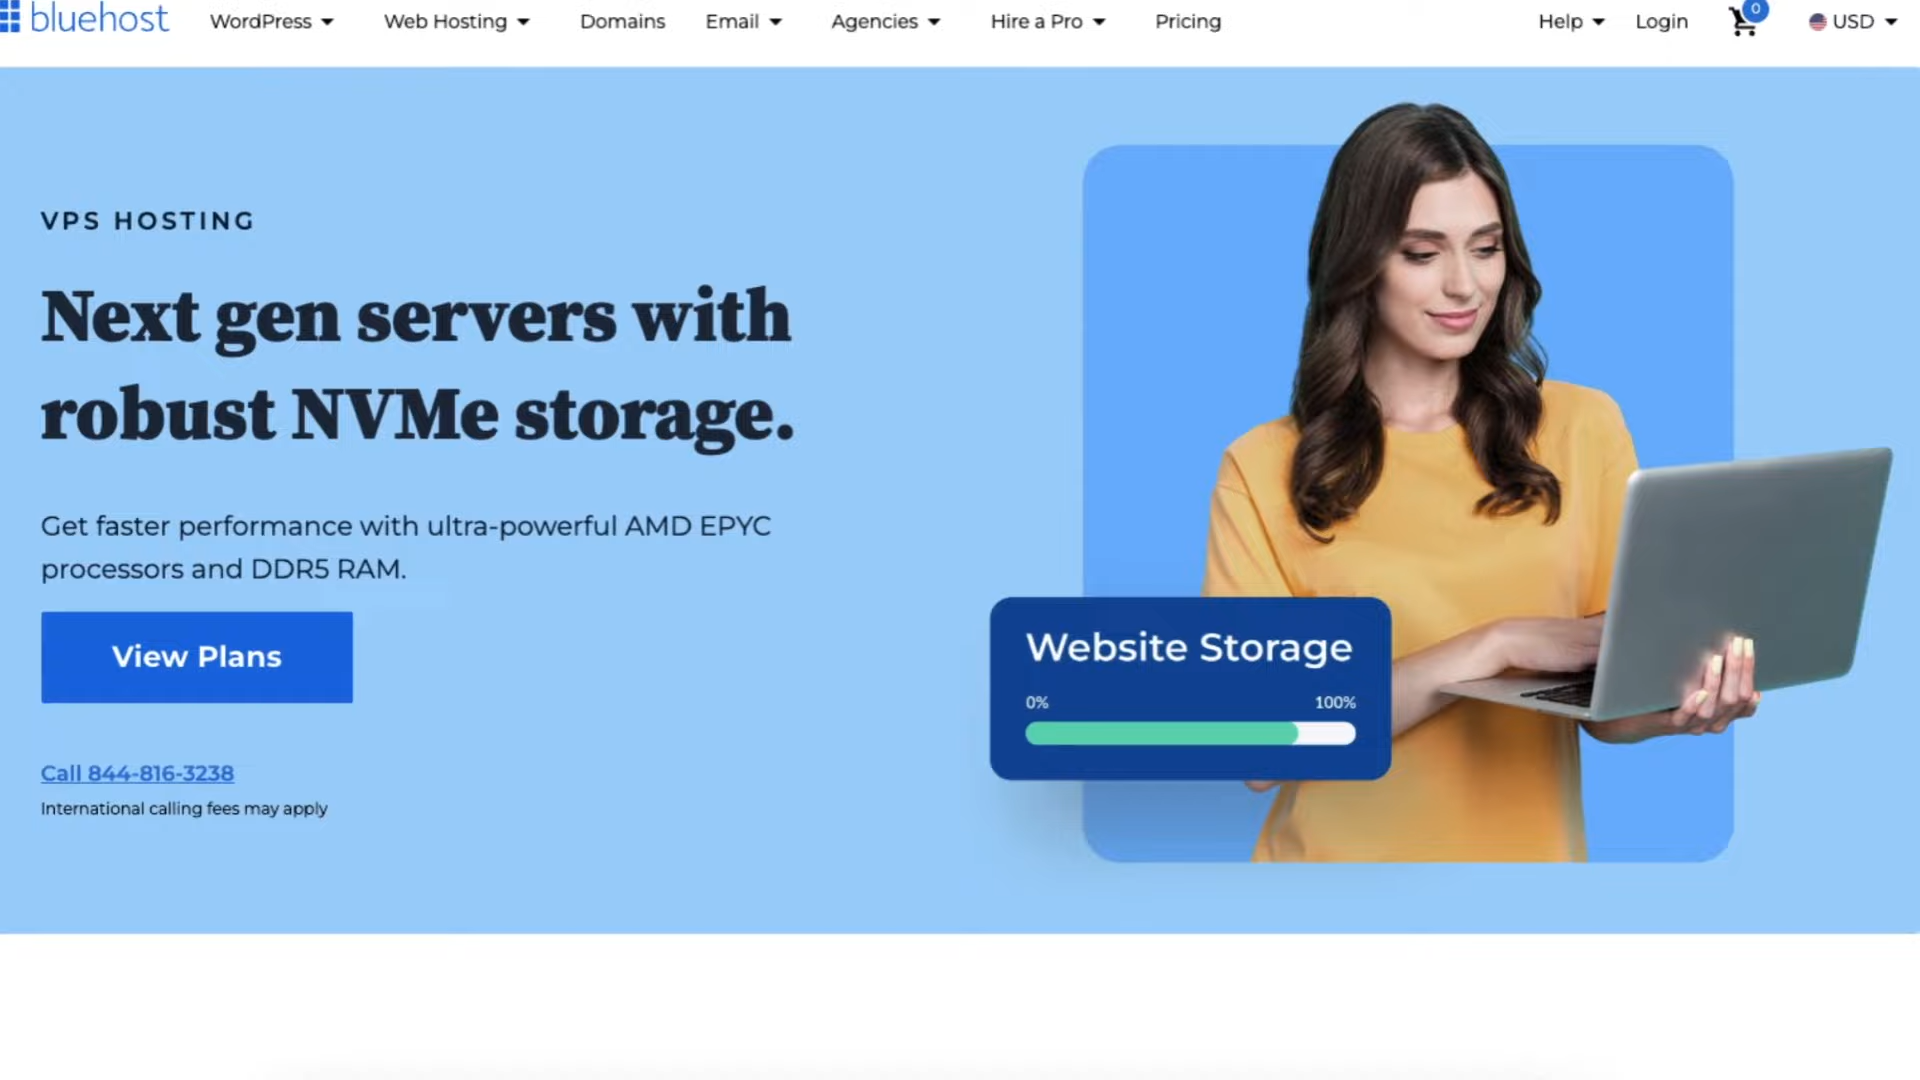 bluehost WordPress Web Hosting Domains Email Agencies Hire a Pro Pricing Help Login 0 USD
VPS HOSTING
Next gen servers with
robust NVMe storage.
Get faster performance with ultra-powerful AMD EPYC
processors and DDR5 RAM.
View Plans
Call 844-816-3238
International calling fees may apply
Website Storage
0% 100%